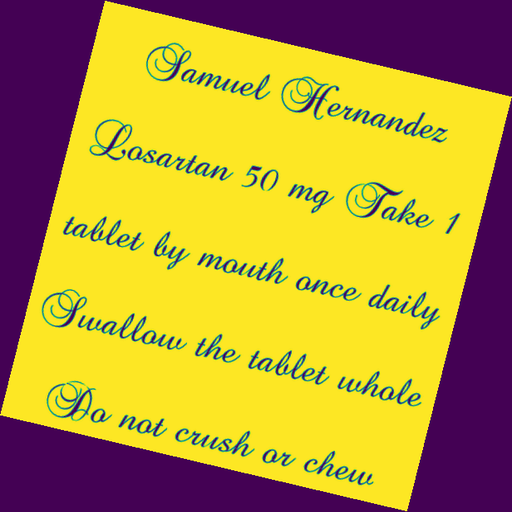 Samuel Hernandez
Losartan 50 mg Take 1
tablet by mouth once daily
Swallow the tablet whole
Do not crush or chew